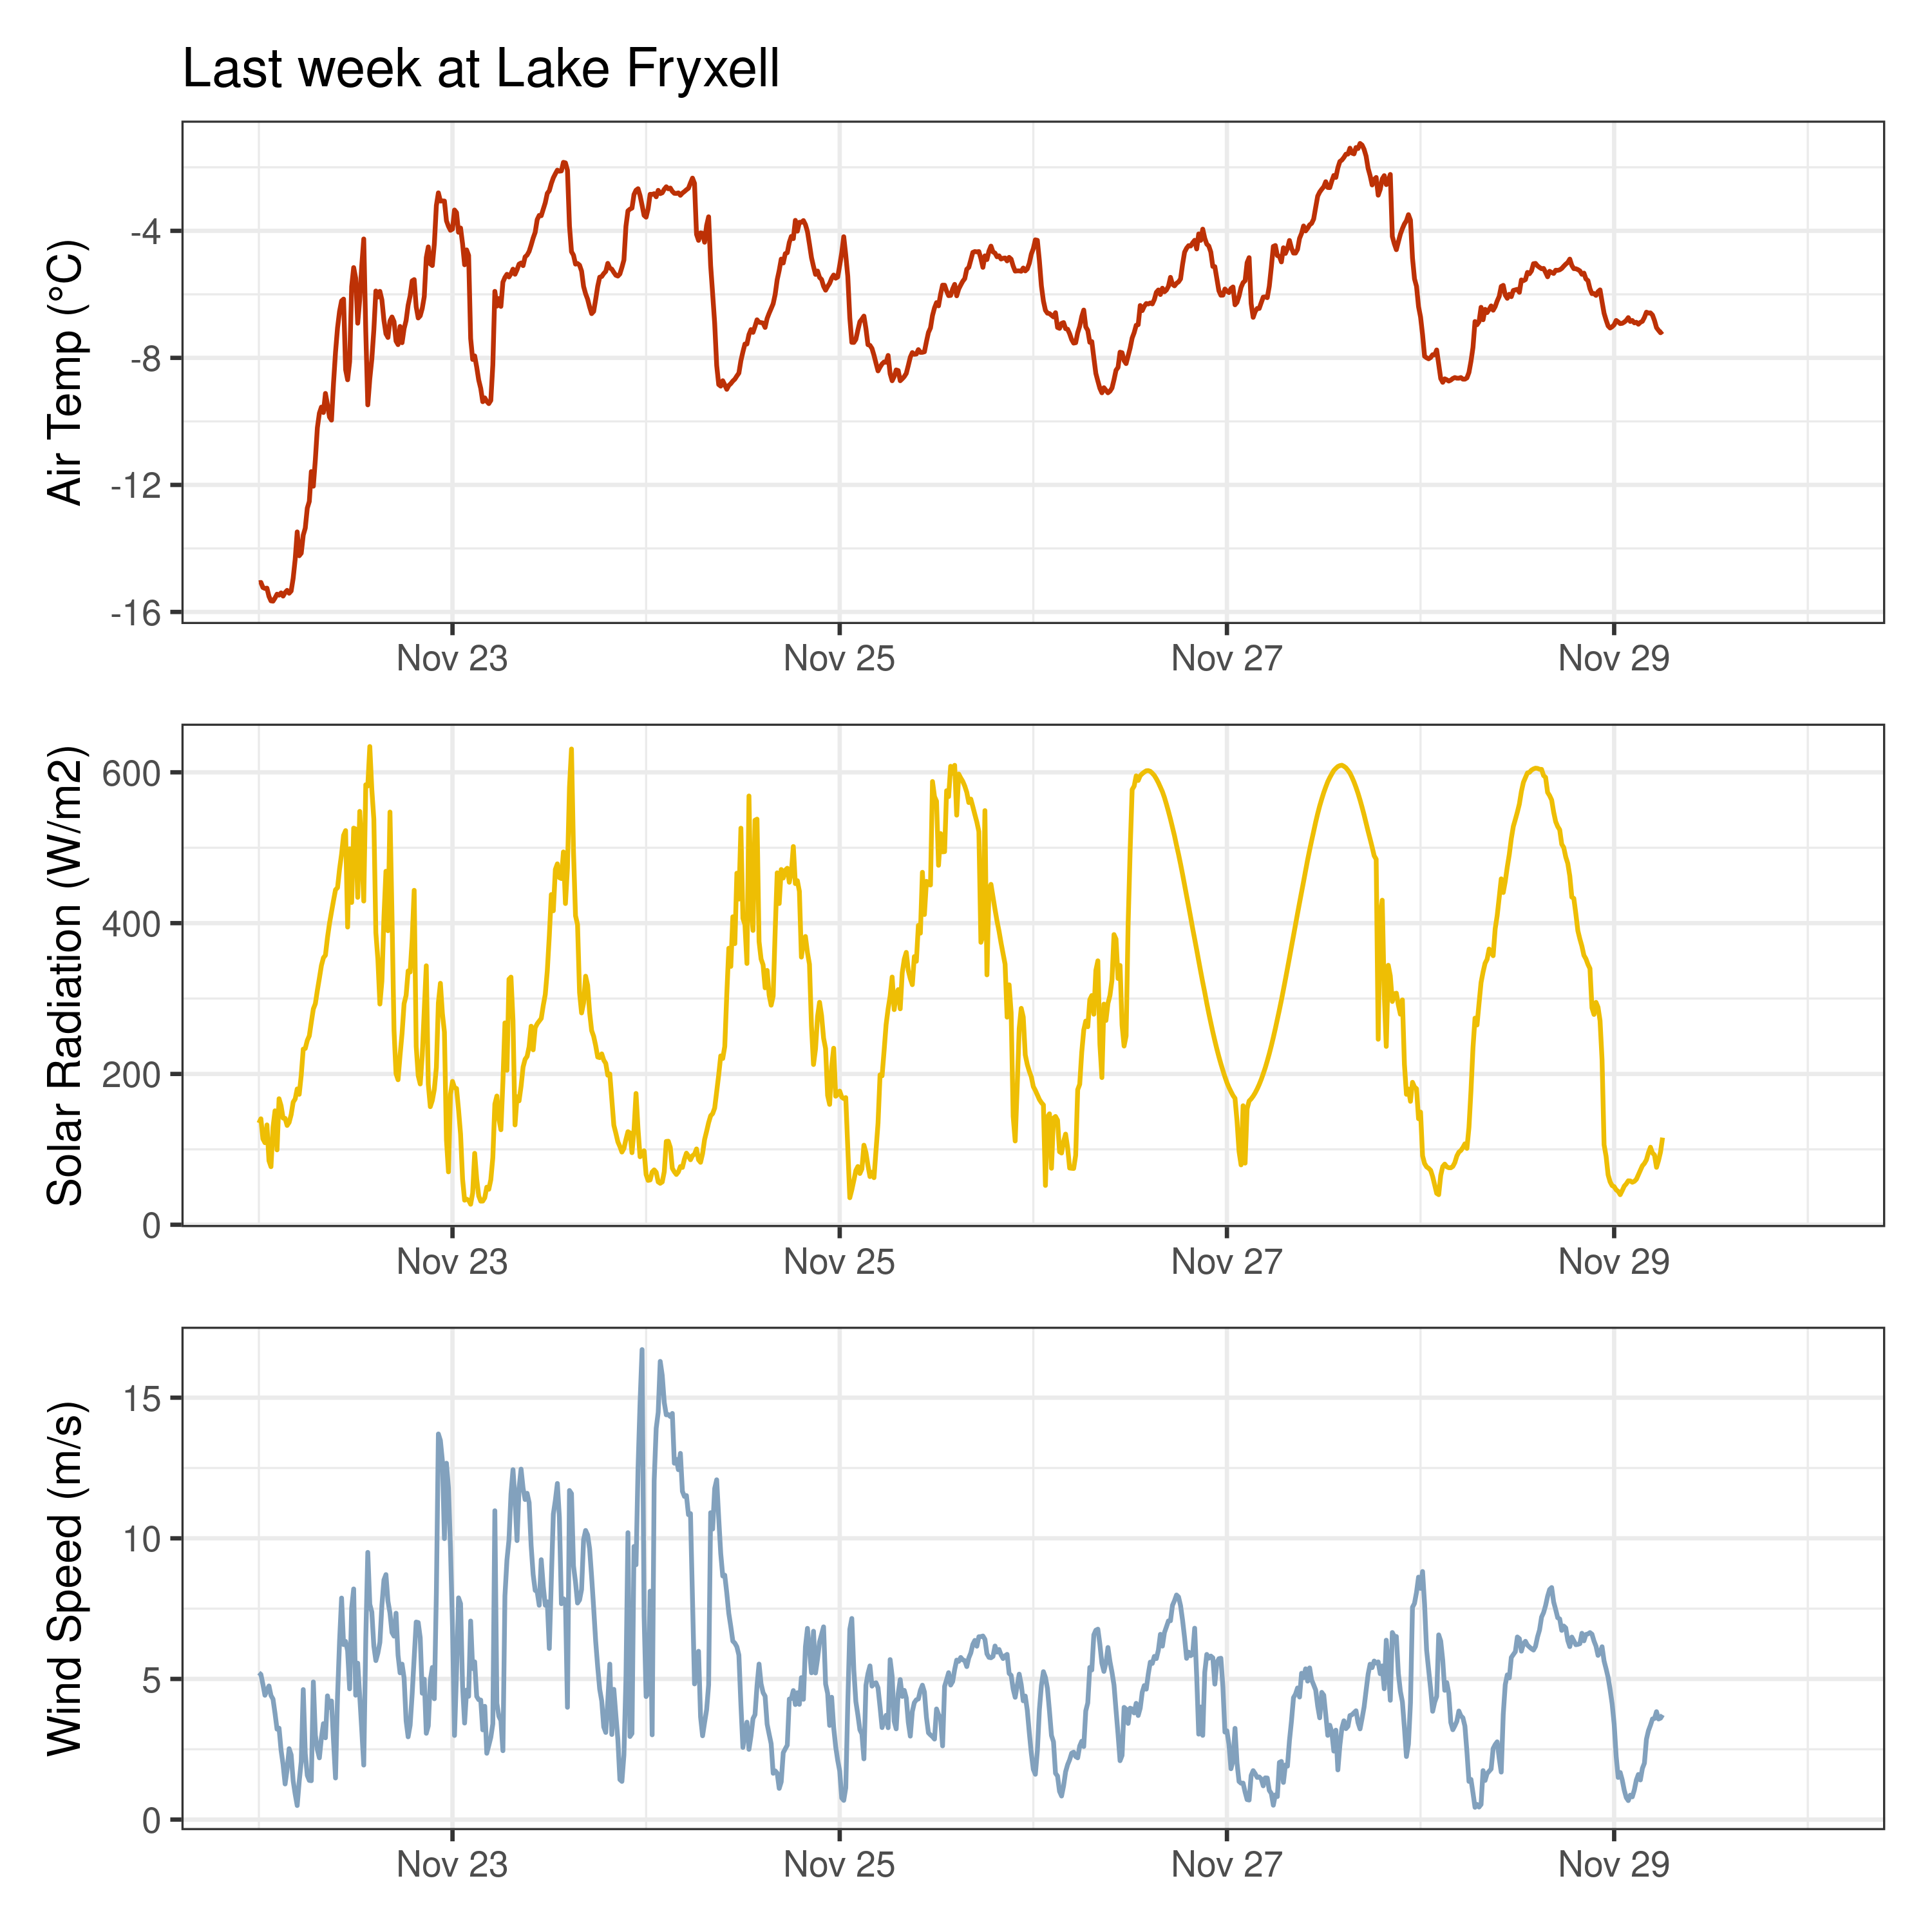 Last week at Lake Fryxell
Air Temp (°C)
-4
-8
-12
-16
Nov 23 Nov 25 Nov 27 Nov 29
Solar Radiation (W/m2)
600
400
200
0
Nov 23 Nov 25 Nov 27 Nov 29
Wind Speed (m/s)
15
10
5
0
Nov 23 Nov 25 Nov 27 Nov 29